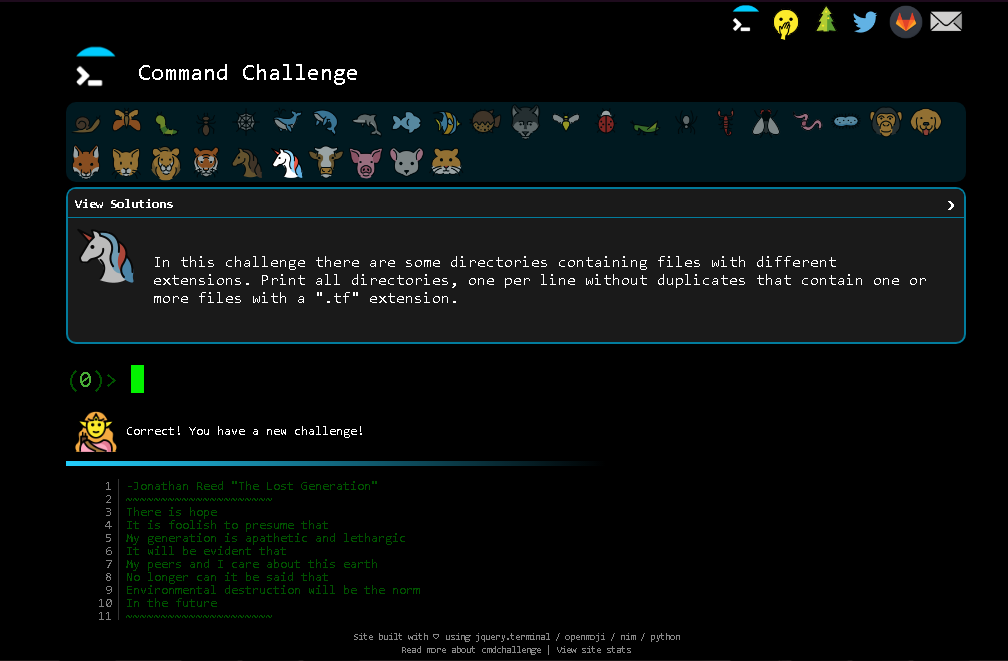 Command Challenge
View Solutions
In this challenge there are some directories containing files with different
extensions. Print all directories, one per line without duplicates that contain one or
more files with a ".tf" extension.
(0)>
Correct! You have a new challenge!
1 -Jonathan Reed "The Lost Generation"
2 ~~~~~~~~~~~~~~~~~~~~~
3 There is hope
4 It is foolish to presume that
5 My generation is apathetic and lethargic
6 It will be evident that
7 My peers and I care about this earth
8 No longer can it be said that
9 Environmental destruction will be the norm
10 In the future
11 ~~~~~~~~~~~~~~~~~~~~~
Site built with ♡ using jquery.terminal / openmoji / nim / python
Read more about cmdchallenge | View site stats